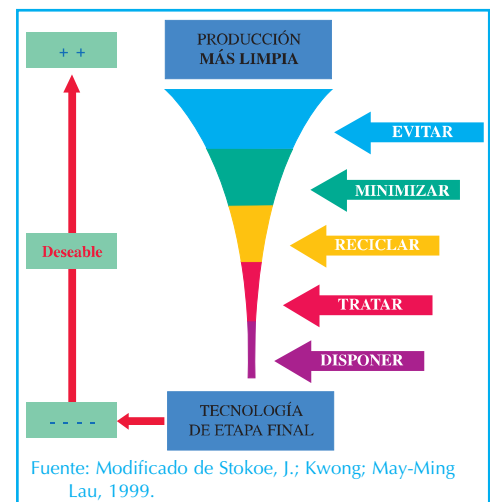 PRODUCCIÓN
MÁS LIMPIA
+ +
EVITAR
MINIMIZAR
Deseable
RECICLAR
TRATAR
DISPONER
- - - -
TECNOLOGÍA
DE ETAPA FINAL
Fuente: Modificado de Stokoe, J.; Kwong; May-Ming
Lau, 1999.